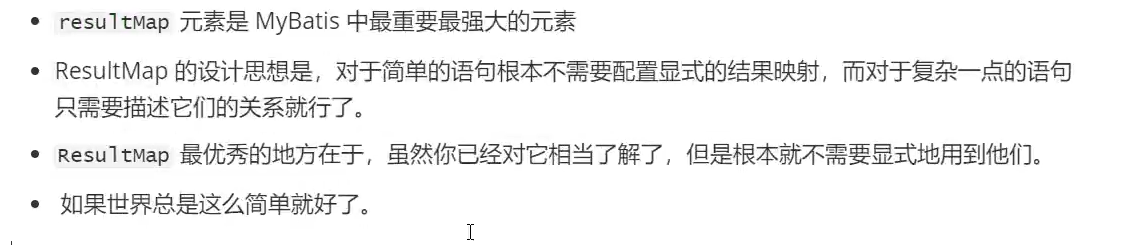 resultMap 元素是 MyBatis 中最重要最强大的元素
ResultMap 的设计思想是，对于简单的语句根本不需要配置显式的结果映射，而对于复杂一点的语句
只需要描述它们的关系就行了。
ResultMap 最优秀的地方在于，虽然你已经对它相当了解了，但是根本就不需要显式地用到他们。
如果世界总是这么简单就好了。